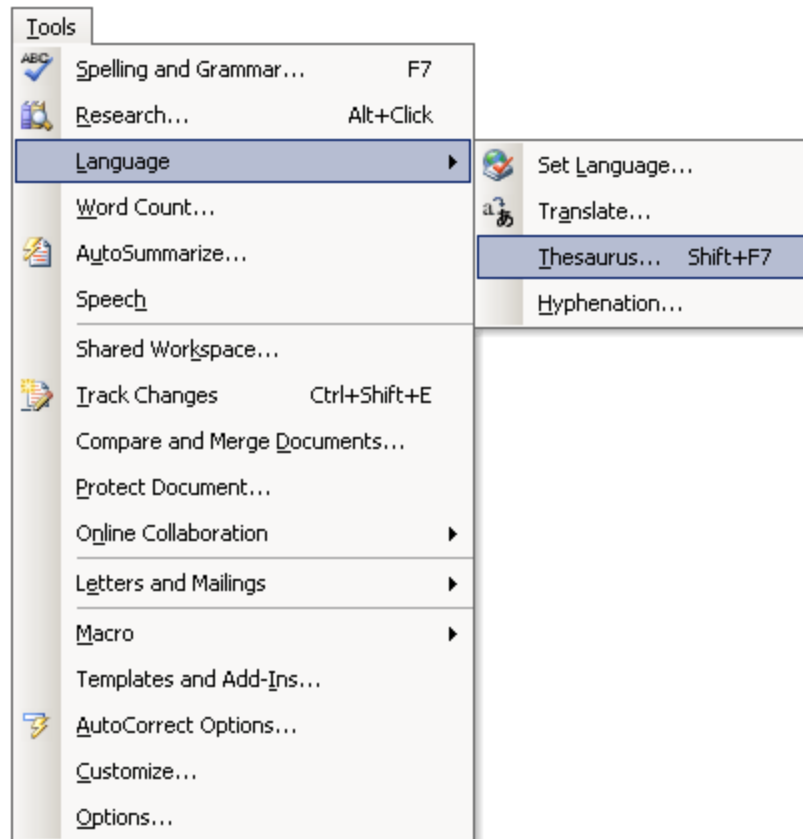 Tools
ABC
Spelling and Grammar... F7
Research... Alt+Click
Language
Set Language...
Word Count...
aあ
Translate...
AutoSummarize...
Thesaurus... Shift+F7
Speech
Hyphenation...
Shared Workspace...
Track Changes Ctrl+Shift+E
Compare and Merge Documents...
Protect Document...
Online Collaboration
Letters and Mailings
Macro
Templates and Add-Ins...
AutoCorrect Options...
Customize...
Options...